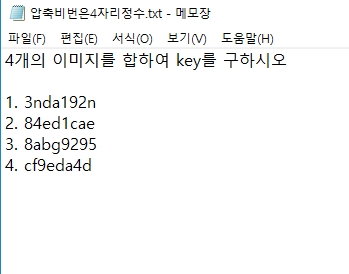 압축비번은4자리정수.txt - 메모장
파일(F) 편집(E) 서식(O) 보기(V) 도움말(H)
4개의 이미지를 합하여 key를 구하시오
1. 3nda192n
2. 84ed1cae
3. 8abg9295
4. cf9eda4d